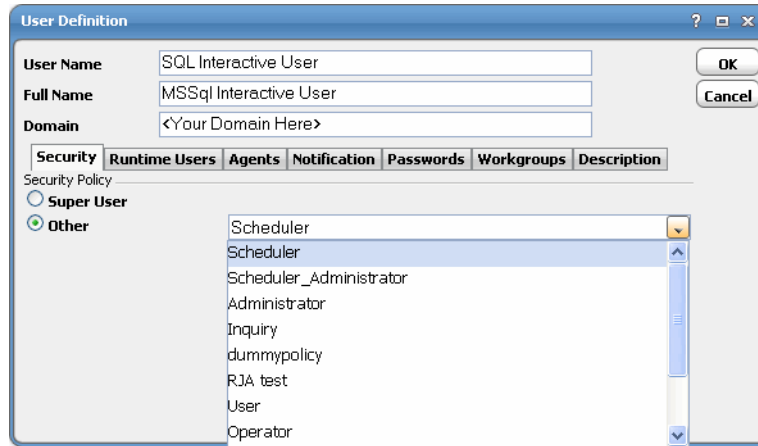 User Definition
User Name SQL Interactive User
OK
Full Name MSSql Interactive User
Cancel
Domain <Your Domain Here>
Security Runtime Users Agents Notification Passwords Workgroups Description
Security Policy
Super User
Other Scheduler
Scheduler
Scheduler_Administrator
Administrator
Inquiry
dummypolicy
RJA test
User
Operator